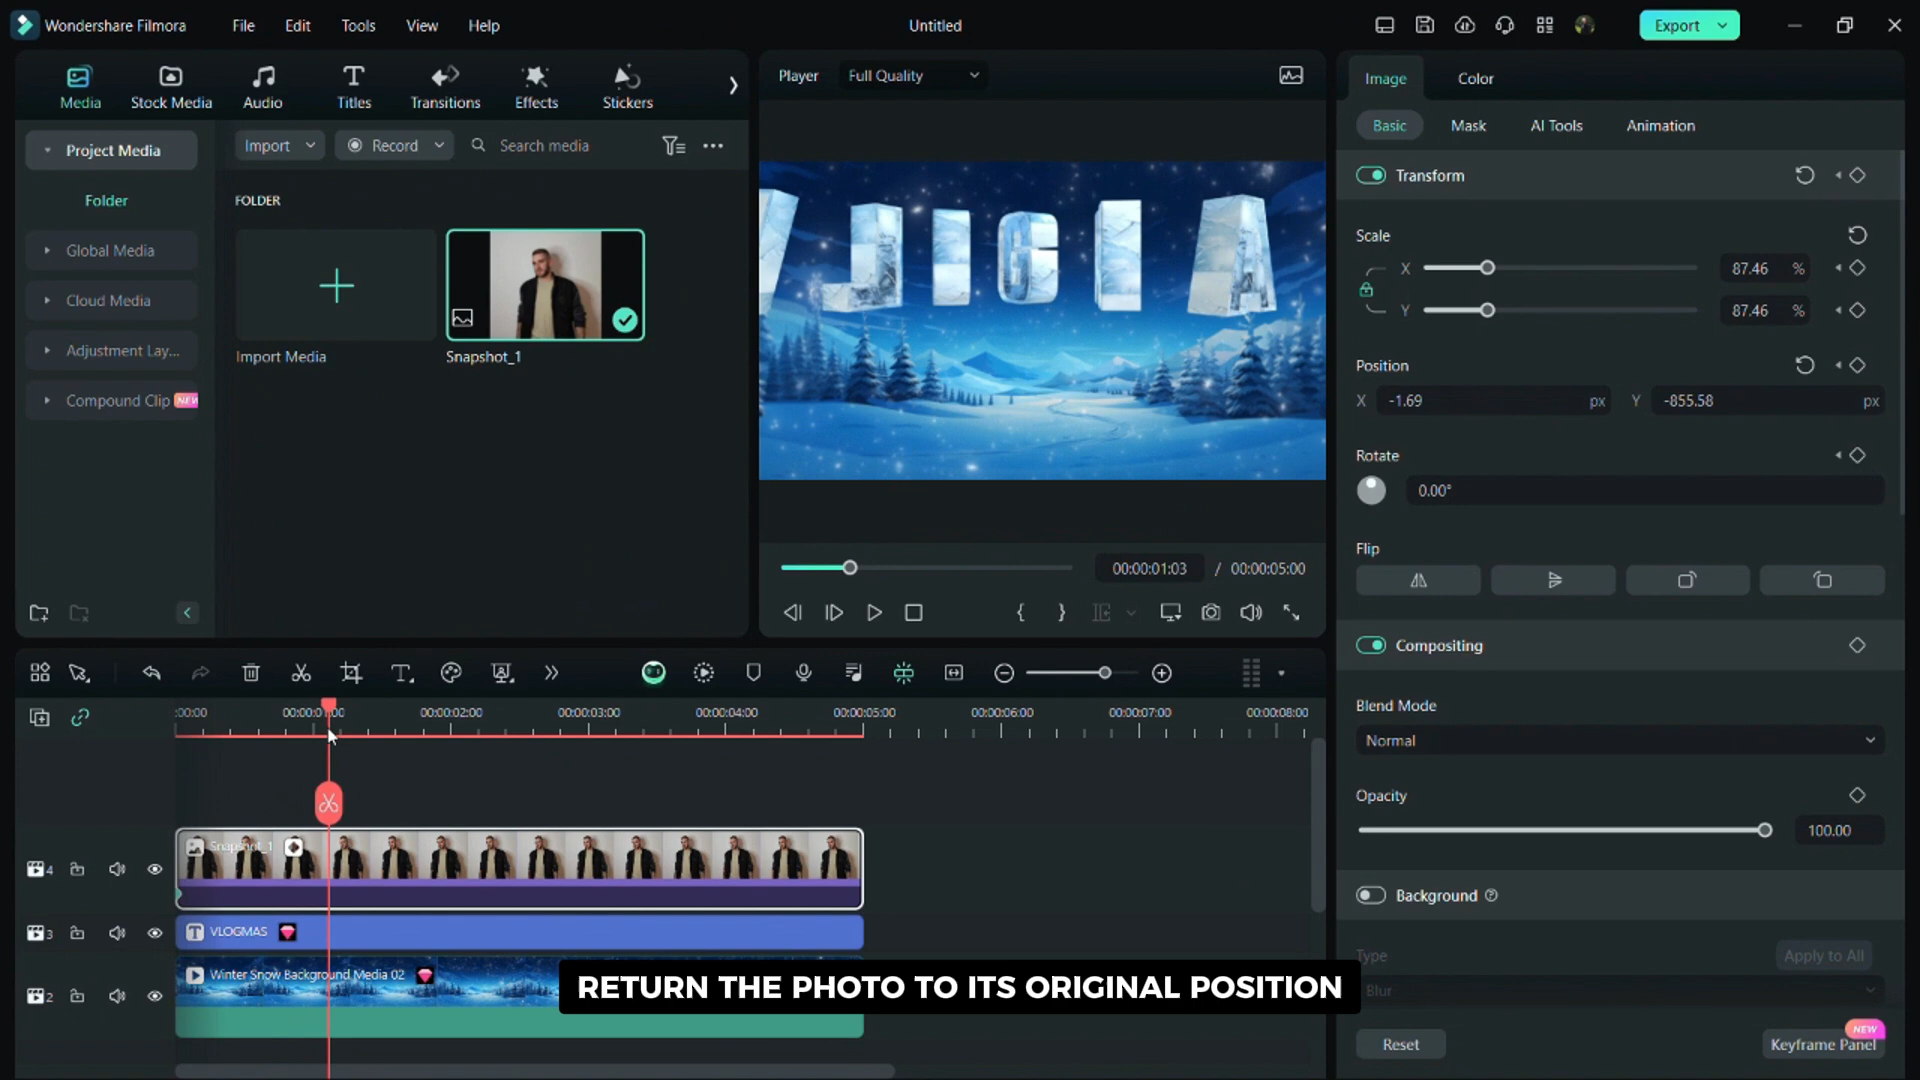 Wondershare Filmora
File
Edit
Tools
View
Help
Untitled
Export
Media
Stock Media
Audio
Titles
Transitions
Effects
Stickers
Project Media
Folder
Global Media
Cloud Media
Adjustment Lay...
Compound Clip NEW
Import
Record
Search media
FOLDER
Import Media
Snapshot_1
Player
Full Quality
JIGIA
00:00:01:03 / 00:00:05:00
Image
Color
Basic
Mask
AI Tools
Animation
Transform
Scale
X 87.46 %
Y 87.46 %
Position
X -1.69 px Y -855.58 px
Rotate
0.00°
Flip
Compositing
Blend Mode
Normal
Opacity
100.00
Background
Type
Apply to All
Blur
Reset
NEW
Keyframe Panel
:00:00 00:00:01:00 00:00:02:00 00:00:03:00 00:00:04:00 00:00:05:00 00:00:06:00 00:00:07:00 00:00:08:00
4
Snapshot_1
3
VLOGMAS
2
Winter Snow Background Media 02
RETURN THE PHOTO TO ITS ORIGINAL POSITION